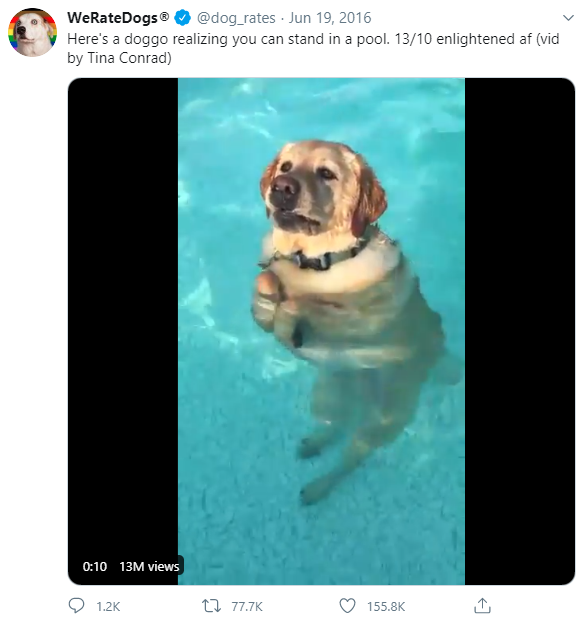 WeRateDogs® @dog_rates · Jun 19, 2016
Here's a doggo realizing you can stand in a pool. 13/10 enlightened af (vid
by Tina Conrad)
0:10 13M views
1.2K 77.7K 155.8K